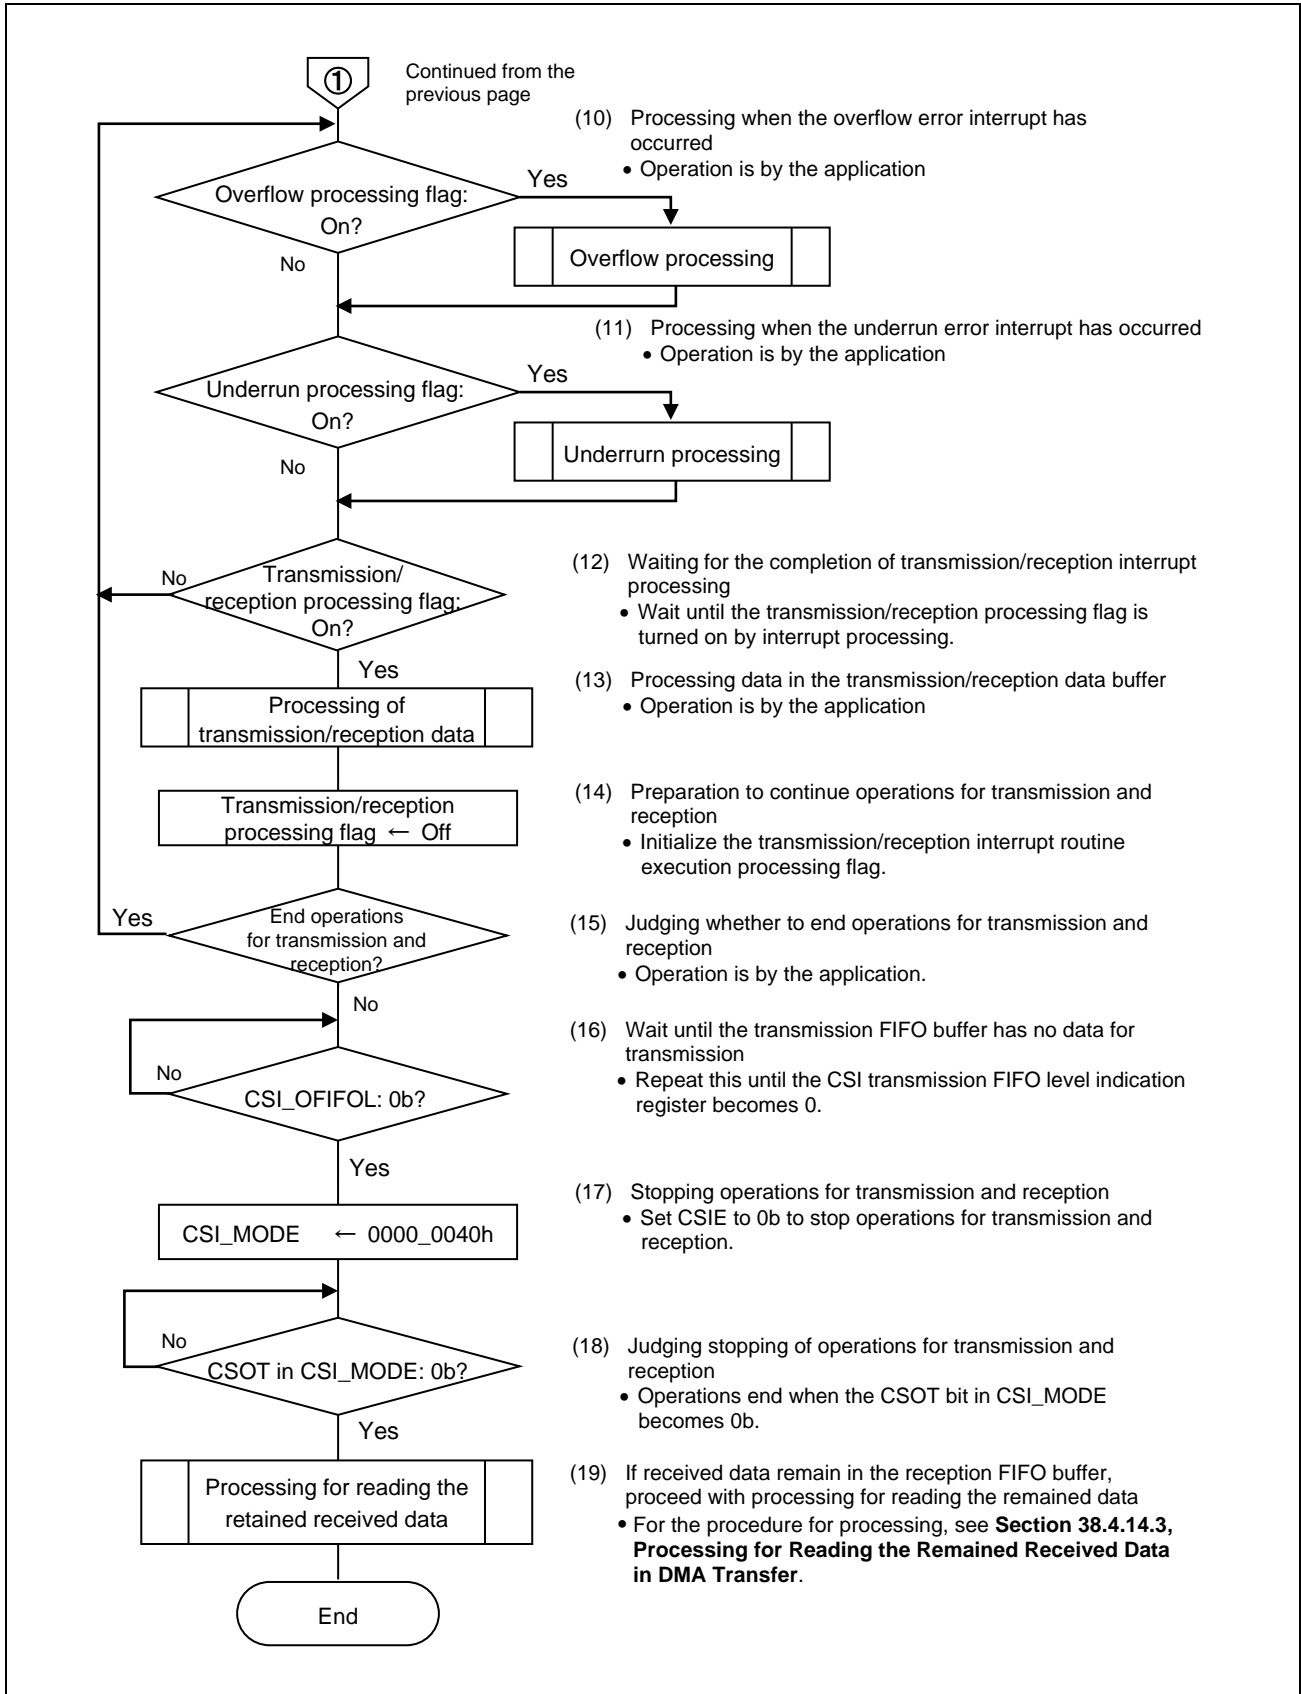 ①
Continued from the
previous page
(10) Processing when the overflow error interrupt has
occurred
• Operation is by the application
Overflow processing flag:
On?
Yes
No
Overflow processing
(11) Processing when the underrun error interrupt has occurred
• Operation is by the application
Underrun processing flag:
On?
Yes
No
Underrurn processing
(12) Waiting for the completion of transmission/reception interrupt
processing
• Wait until the transmission/reception processing flag is
turned on by interrupt processing.
No
Transmission/
reception processing flag:
On?
Yes
(13) Processing data in the transmission/reception data buffer
• Operation is by the application
Processing of
transmission/reception data
(14) Preparation to continue operations for transmission and
reception
• Initialize the transmission/reception interrupt routine
execution processing flag.
Transmission/reception
processing flag ← Off
(15) Judging whether to end operations for transmission and
reception
• Operation is by the application.
Yes
End operations
for transmission and
reception?
No
(16) Wait until the transmission FIFO buffer has no data for
transmission
• Repeat this until the CSI transmission FIFO level indication
register becomes 0.
No
CSI_OFIFOL: 0b?
Yes
(17) Stopping operations for transmission and reception
• Set CSIE to 0b to stop operations for transmission and
reception.
CSI_MODE ← 0000_0040h
(18) Judging stopping of operations for transmission and
reception
• Operations end when the CSOT bit in CSI_MODE
becomes 0b.
No
CSOT in CSI_MODE: 0b?
Yes
(19) If received data remain in the reception FIFO buffer,
proceed with processing for reading the remained data
• For the procedure for processing, see Section 38.4.14.3,
Processing for Reading the Remained Received Data
in DMA Transfer.
Processing for reading the
retained received data
End